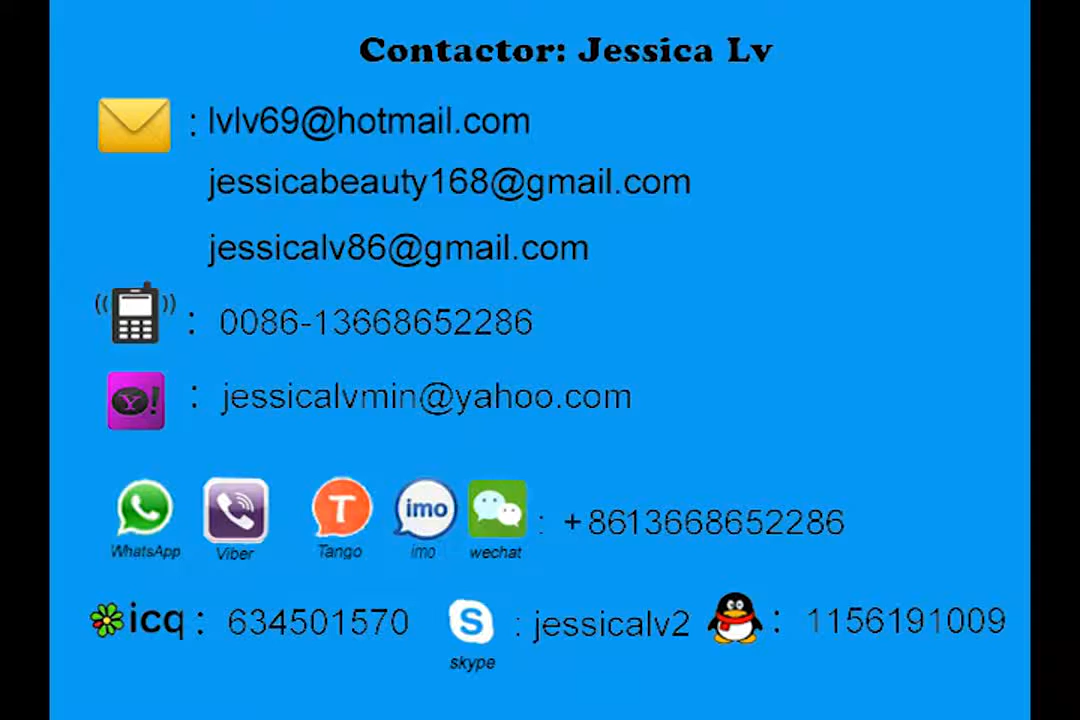 Contactor: Jessica Lv
: lvlv69@hotmail.com
jessicabeauty168@gmail.com
jessicalv86@gmail.com
: 0086-13668652286
Y! : jessicalvmin@yahoo.com
T imo : +8613668652286
WhatsApp Viber Tango imo wechat
icq : 634501570 S : jessicalv2 : 1156191009
skype